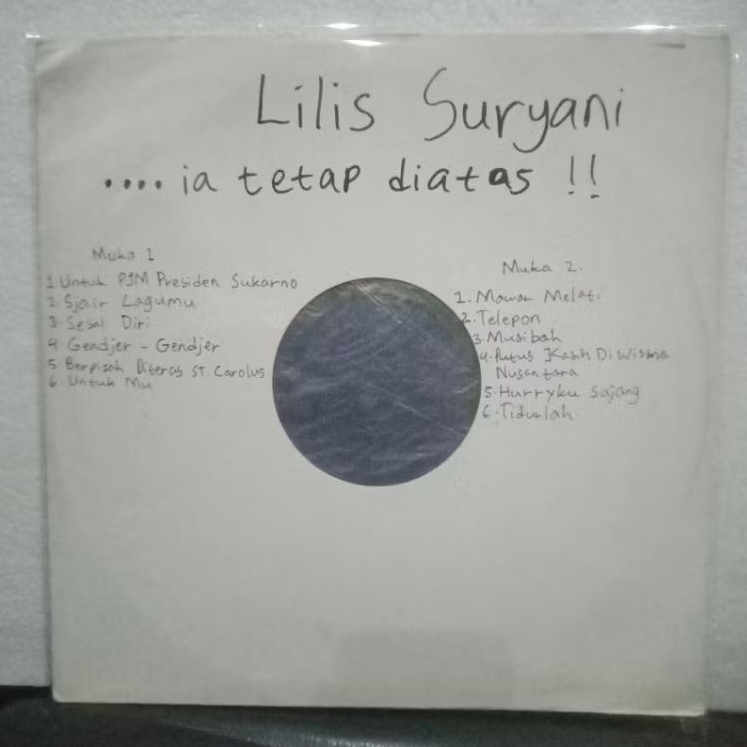 Lilis Suryani
.... ia tetap diatas !!
Muka 1
1 Untuk PJM Presiden Sukarno
2 Sjair Lagumu
3 Sesal Diri
4 Gendjer - Gendjer
5 Berpisah Diteras ST. Carolus
6. Untuk Mu
Muka 2.
1. Mawar Melati
2. Telepon
3. Musibah
4. Putus Kasih Di Wisma
Nusantara
5. Hurryku Sajang
6. Tidurlah